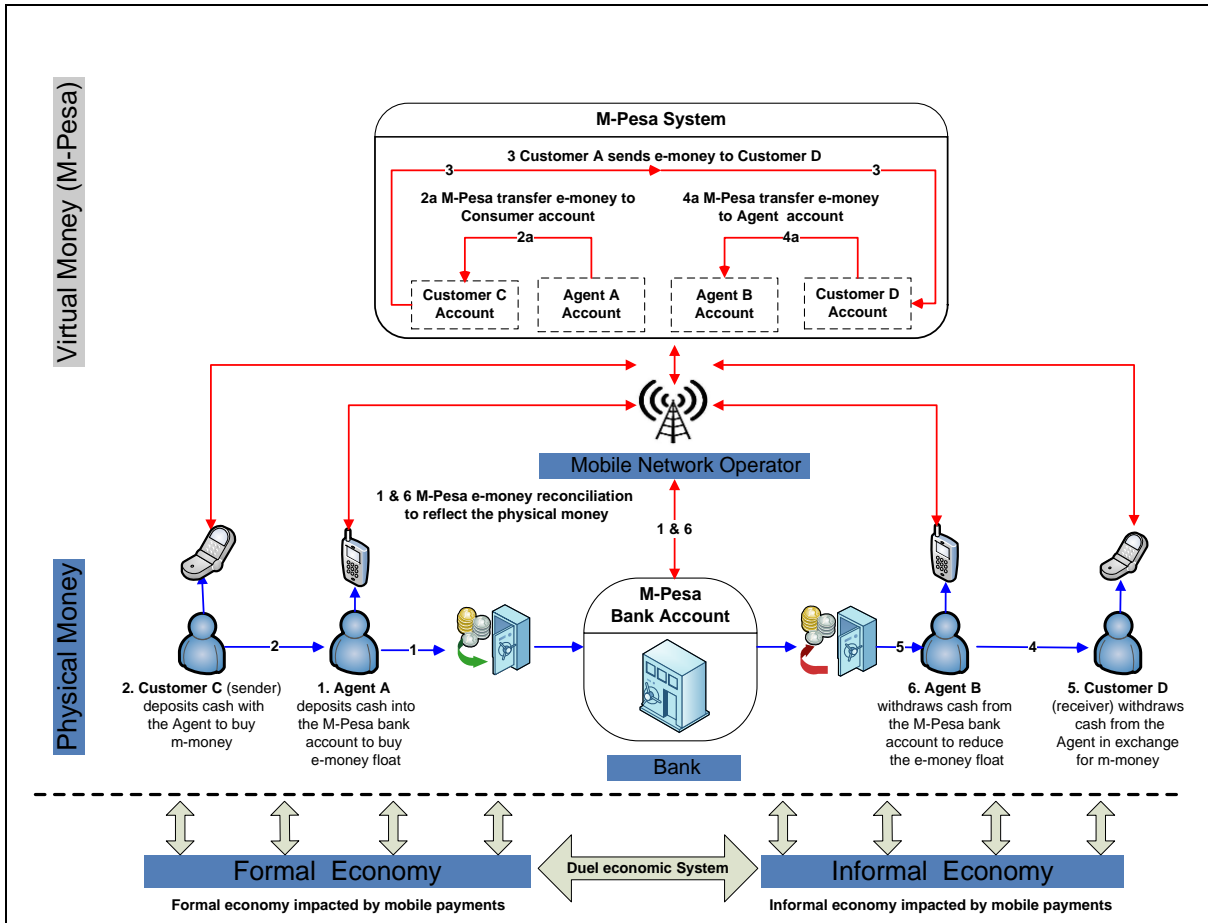 Virtual Money (M-Pesa)
M-Pesa System
3 Customer A sends e-money to Customer D
3
3
2a M-Pesa transfer e-money to
Consumer account
4a M-Pesa transfer e-money
to Agent account
2a
4a
Customer C
Account
Agent A
Account
Agent B
Account
Customer D
Account
Mobile Network Operator
1 & 6 M-Pesa e-money reconciliation
to reflect the physical money
1 & 6
Physical Money
M-Pesa
Bank Account
2
1
5
4
2. Customer C (sender)
deposits cash with
the Agent to buy
m-money
1. Agent A
deposits cash into
the M-Pesa bank
account to buy
e-money float
Bank
6. Agent B
withdraws cash from
the M-Pesa bank
account to reduce
the e-money float
5. Customer D
(receiver) withdraws
cash from the
Agent in exchange
for m-money
Formal Economy
Duel economic System
Informal Economy
Formal economy impacted by mobile payments
Informal economy impacted by mobile payments